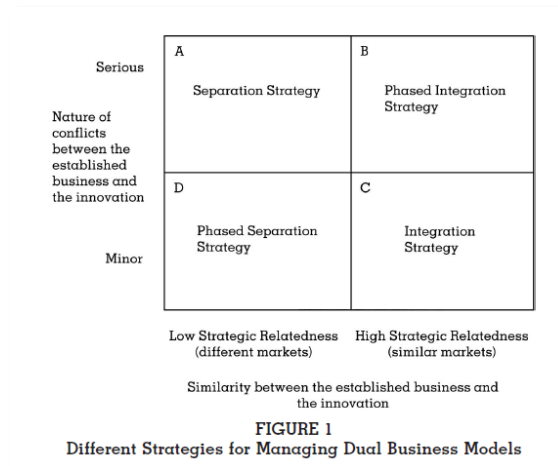 Serious
Nature of
conflicts
between the
established
business and
the innovation
Minor
A
Separation Strategy
B
Phased Integration
Strategy
D
Phased Separation
Strategy
C
Integration
Strategy
Low Strategic Relatedness
(different markets)
High Strategic Relatedness
(similar markets)
Similarity between the established business and
the innovation
FIGURE 1
Different Strategies for Managing Dual Business Models